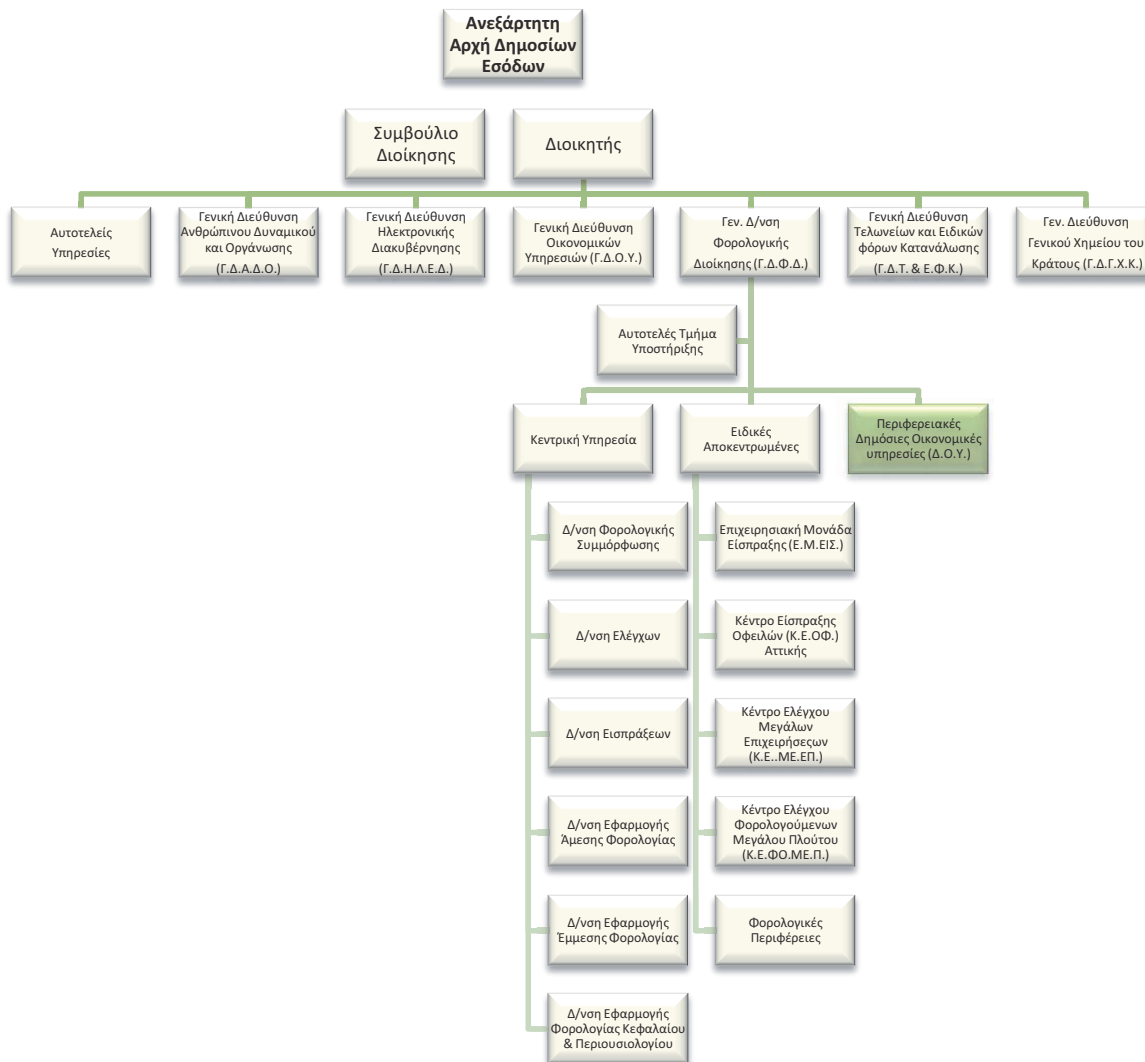 Ανεξάρτητη
Αρχή Δημοσίων
Εσόδων
Συμβούλιο
Διοίκησης
Διοικητής
Αυτοτελείς
Υπηρεσίες
Γενική Διεύθυνση
Ανθρώπινου Δυναμικού
και Οργάνωσης
(Γ.Δ.Α.Δ.Ο.)
Γενική Διεύθυνση
Ηλεκτρονικής
Διακυβέρνησης
(Γ.Δ.Η.Λ.Ε.Δ.)
Γενική Διεύθυνση
Οικονομικών
Υπηρεσιών (Γ.Δ.Ο.Υ.)
Γεν. Δ/νση
Φορολογικής
Διοίκησης (Γ.Δ.Φ.Δ.)
Γενική Διεύθυνση
Τελωνείων και Ειδικών
φόρων Κατανάλωσης
(Γ.Δ.Τ. & Ε.Φ.Κ.)
Γεν. Διεύθυνση
Γενικού Χημείου του
Κράτους (Γ.Δ.Γ.Χ.Κ.)
Αυτοτελές Τμήμα
Υποστήριξης
Κεντρική Υπηρεσία
Ειδικές
Αποκεντρωμένες
Περιφερειακές
Δημόσιες Οικονομικές
υπηρεσίες (Δ.Ο.Υ.)
Δ/νση Φορολογικής
Συμμόρφωσης
Δ/νση Ελέγχων
Δ/νση Εισπράξεων
Δ/νση Εφαρμογής
Άμεσης Φορολογίας
Δ/νση Εφαρμογής
Έμμεσης Φορολογίας
Δ/νση Εφαρμογής
Φορολογίας Κεφαλαίου
& Περιουσιολογίου
Επιχειρησιακή Μονάδα
Είσπραξης (Ε.Μ.ΕΙΣ.)
Κέντρο Είσπραξης
Οφειλών (Κ.Ε.ΟΦ.)
Αττικής
Κέντρο Ελέγχου
Μεγάλων
Επιχειρήσεςων
(Κ.Ε..ΜΕ.ΕΠ.)
Κέντρο Ελέγχου
Φορολογούμενων
Μεγάλου Πλούτου
(Κ.Ε.ΦΟ.ΜΕ.Π.)
Φορολογικές
Περιφέρειες